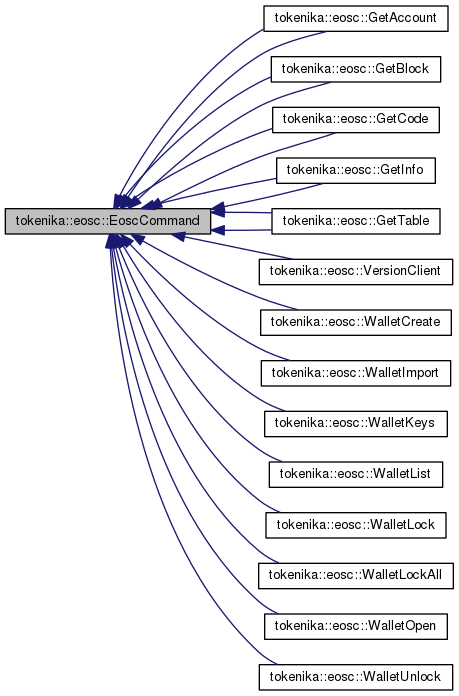 tokenika::eosc::GetAccount
tokenika::eosc::GetBlock
tokenika::eosc::GetCode
tokenika::eosc::GetInfo
tokenika::eosc::EoscCommand
tokenika::eosc::GetTable
tokenika::eosc::VersionClient
tokenika::eosc::WalletCreate
tokenika::eosc::WalletImport
tokenika::eosc::WalletKeys
tokenika::eosc::WalletList
tokenika::eosc::WalletLock
tokenika::eosc::WalletLockAll
tokenika::eosc::WalletOpen
tokenika::eosc::WalletUnlock